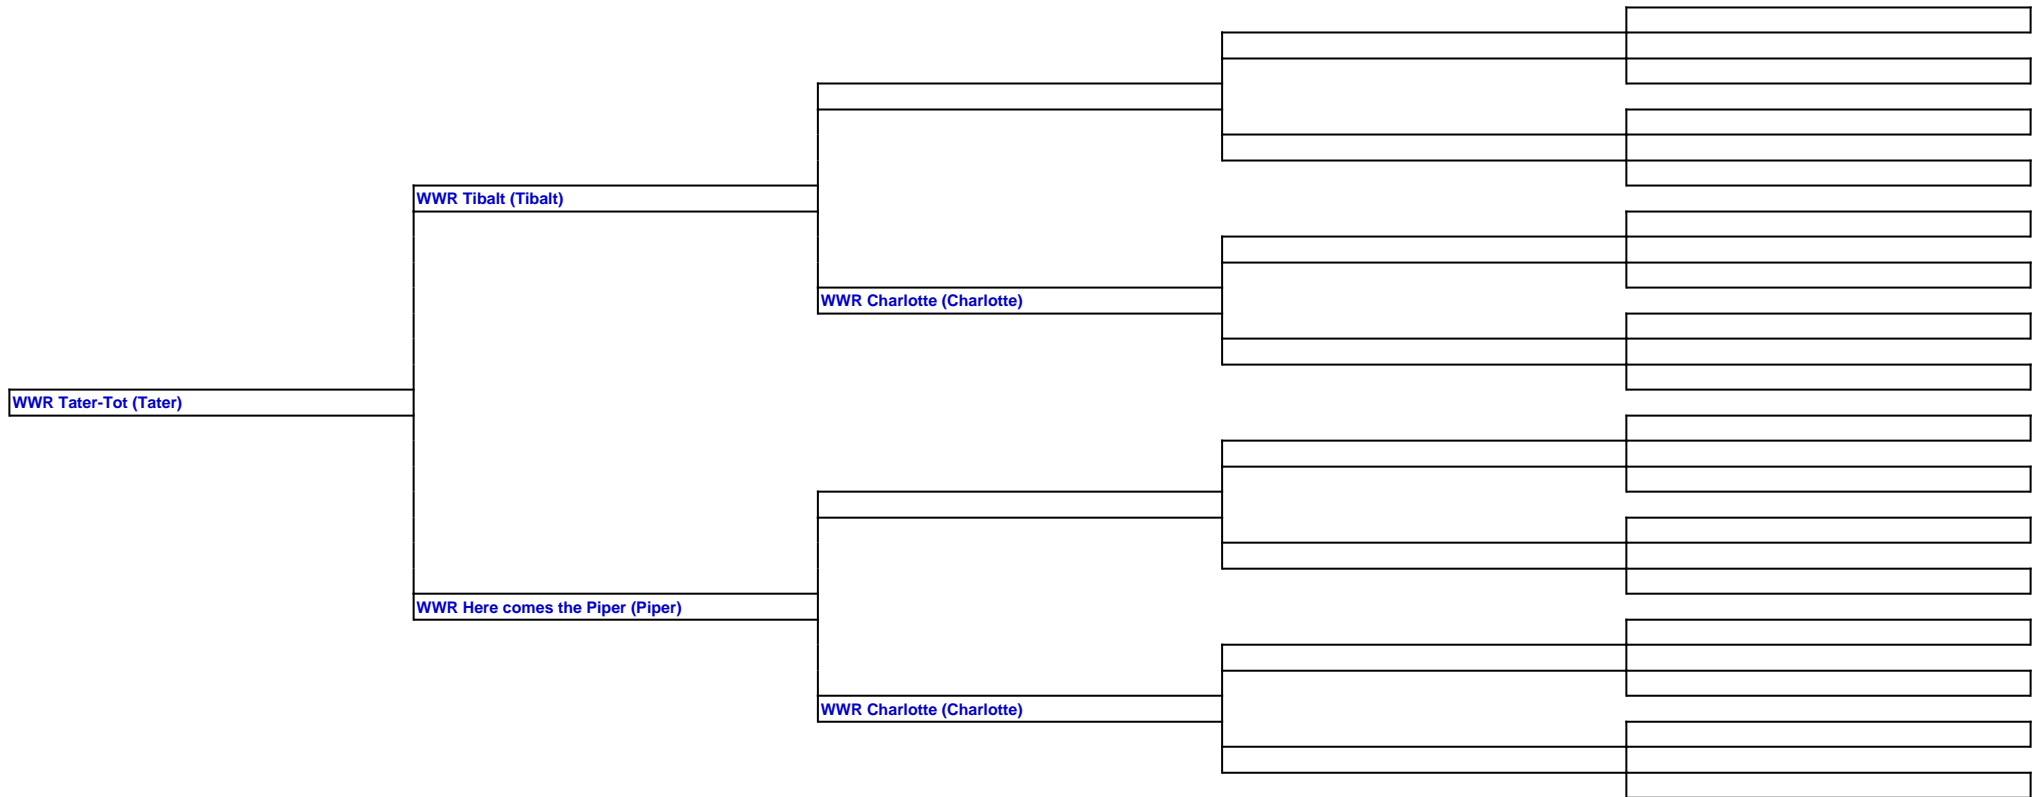 WWR Tibalt (Tibalt)
WWR Charlotte (Charlotte)
WWR Tater-Tot (Tater)
WWR Here comes the Piper (Piper)
WWR Charlotte (Charlotte)